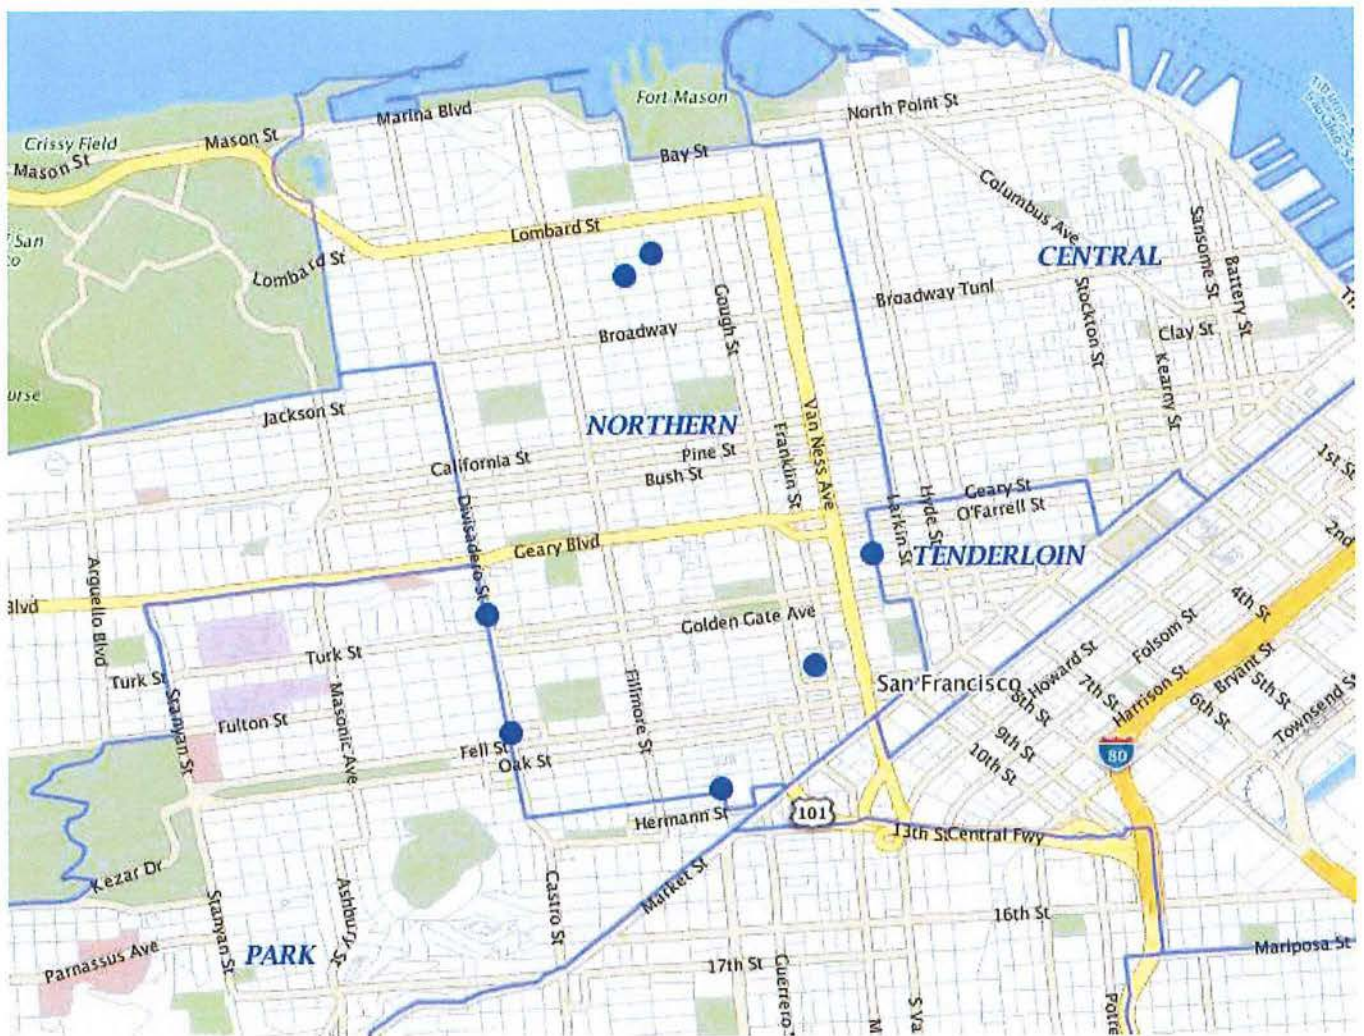 Fort Mason
North Point St
Marina Blvd
Crissy Field
Mason St
Mason St
Bay St
Columbus Ave
San
Lombard St
Sansome St
CENTRAL
Battery St
Lombard St
Stockton St
Broadway Tunl
Gough St
Broadway
Clay St
Kearny St
Jackson St
NORTHERN
Van Ness Ave
Franklin St
California St
Pine St
Bush St
1st St
Divisadero St
Larkin St
Hyde St
Geary St
O'Farrell St
2nd
Geary Blvd
TENDERLOIN
Arguello Blvd
Blvd
4th St
Golden Gate Ave
Folsom St
Turk St
Howard St
Bryant St
Turk St
Stanyan St
Masonic Ave
Fillmore St
San Francisco
8th St
7th St
Harrison St
5th St
6th St
Townsend St
Fulton St
Fell St
Oak St
9th St
10th St
80
101
Hermann St
13th St
Central Fwy
Kezar Dr
Stanyan St
Ashbury St
Castro St
Market St
16th St
PARK
Parnassus Ave
17th St
Guerrero
S Va
Mariposa St
Potre
M